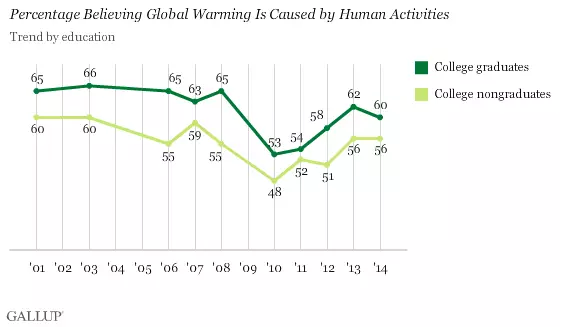 Percentage Believing Global Warming Is Caused by Human Activities
Trend by education
College graduates
College nongraduates
65 66 65 63 65 53 54 58 62 60
60 60 55 59 55 48 52 51 56 56
'01 '02 '03 '04 '05 '06 '07 '08 '09 '10 '11 '12 '13 '14
GALLUP